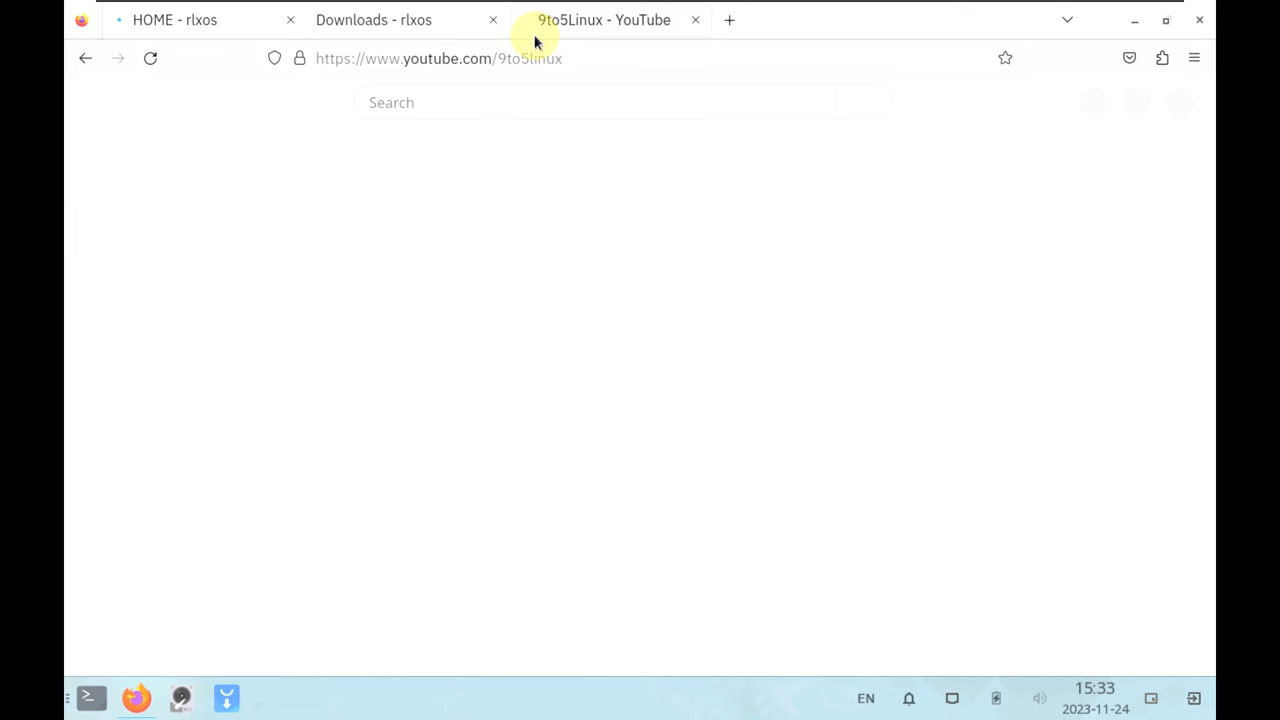 HOME - rlxos
Downloads - rlxos
9to5Linux - YouTube
https://www.youtube.com/9to5linux
Search
EN
15:33
2023-11-24